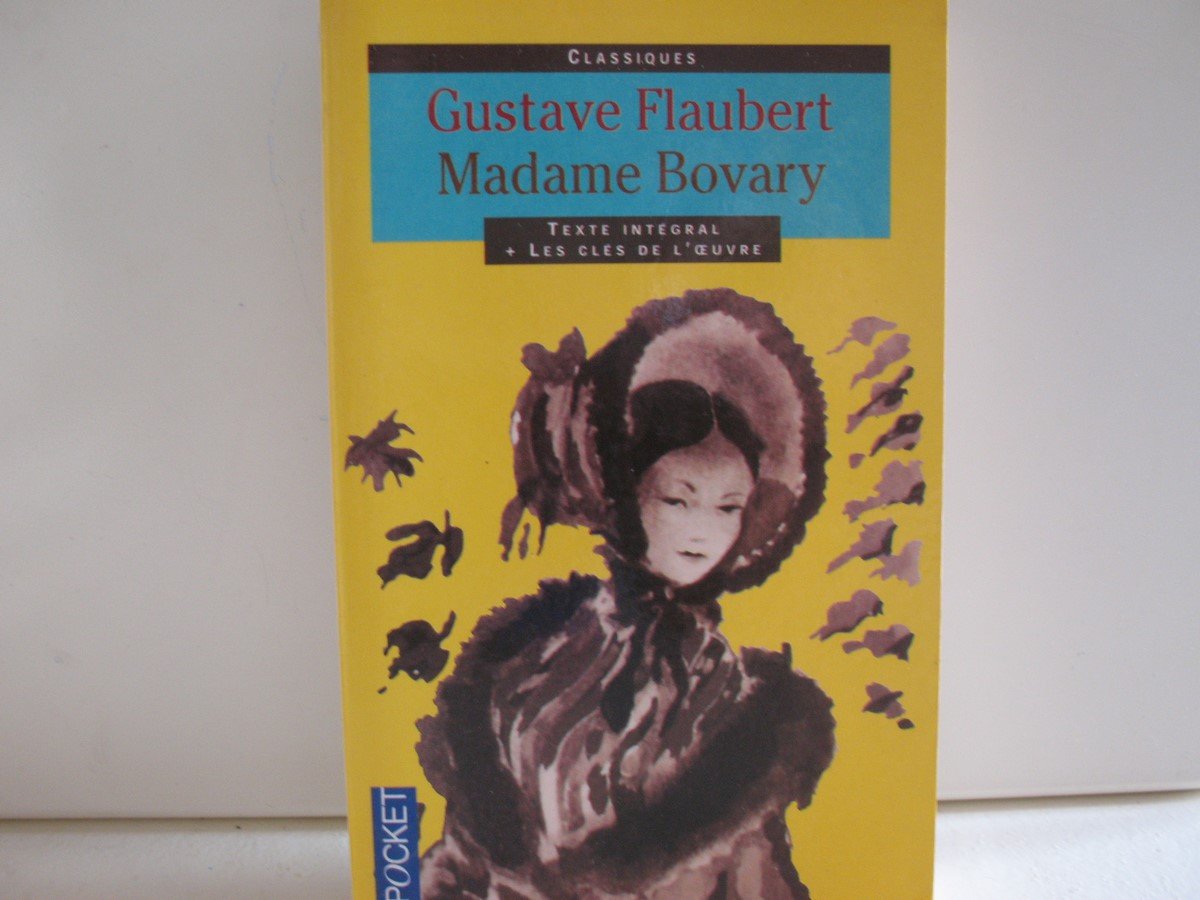 CLASSIQUES
Gustave Flaubert
Madame Bovary
TEXTE INTÉGRAL
+ LES CLÉS DE L'ŒUVRE
POCKET